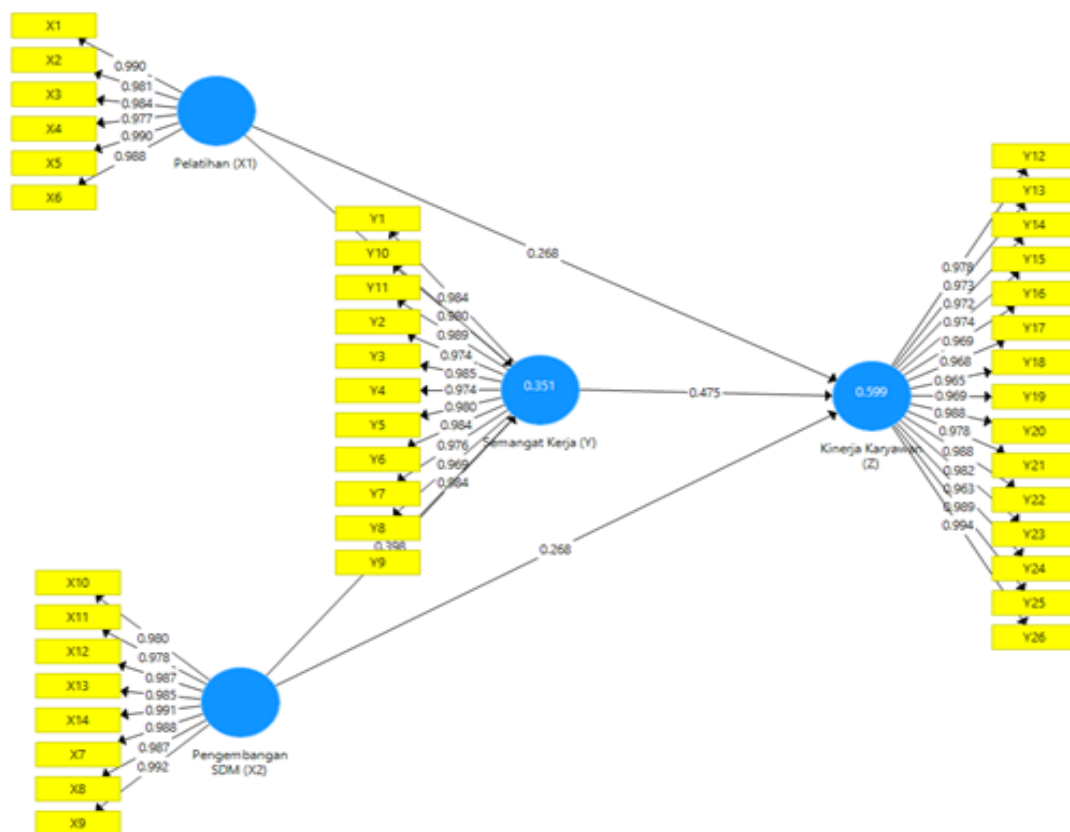 X1
X2
X3
X4
X5
X6
0.990
0.981
0.984
0.977
0.990
0.988
Pelatihan (X1)
0.268
Y1
Y10
Y11
Y2
Y3
Y4
Y5
Y6
Y7
Y8
Y9
0.984
0.980
0.989
0.974
0.985
0.974
0.980
0.984
0.976
0.969
0.984
0.351
Semangat Kerja (Y)
0.475
0.398
0.268
X10
X11
X12
X13
X14
X7
X8
X9
0.980
0.978
0.987
0.985
0.991
0.988
0.987
0.992
Pengembangan
SDM (X2)
0.599
Kinerja Karyawan
(Z)
0.978
0.973
0.972
0.974
0.969
0.968
0.965
0.969
0.988
0.978
0.988
0.982
0.963
0.989
0.994
Y12
Y13
Y14
Y15
Y16
Y17
Y18
Y19
Y20
Y21
Y22
Y23
Y24
Y25
Y26